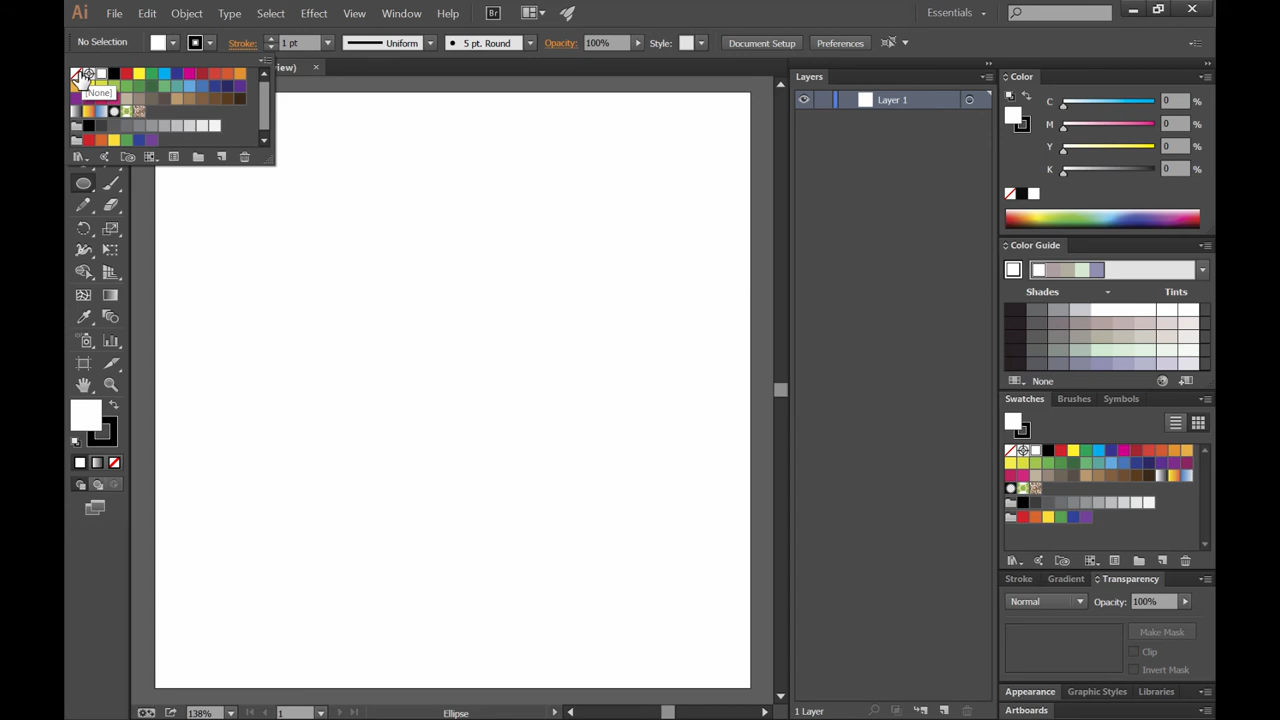 Ai File Edit Object Type Select Effect View Window Help Br Essentials
No Selection Stroke: 1 pt Uniform 5 pt. Round Opacity: 100% Style: Document Setup Preferences
iew) ×
[None]
Layers
Layer 1
Color
C 0 %
M 0 %
Y 0 %
K 0 %
Color Guide
Shades Tints
None
Swatches Brushes Symbols
Stroke Gradient Transparency
Normal Opacity: 100%
Make Mask
Clip
Invert Mask
Appearance Graphic Styles Libraries
Artboards
138% 1 Ellipse
1 Layer